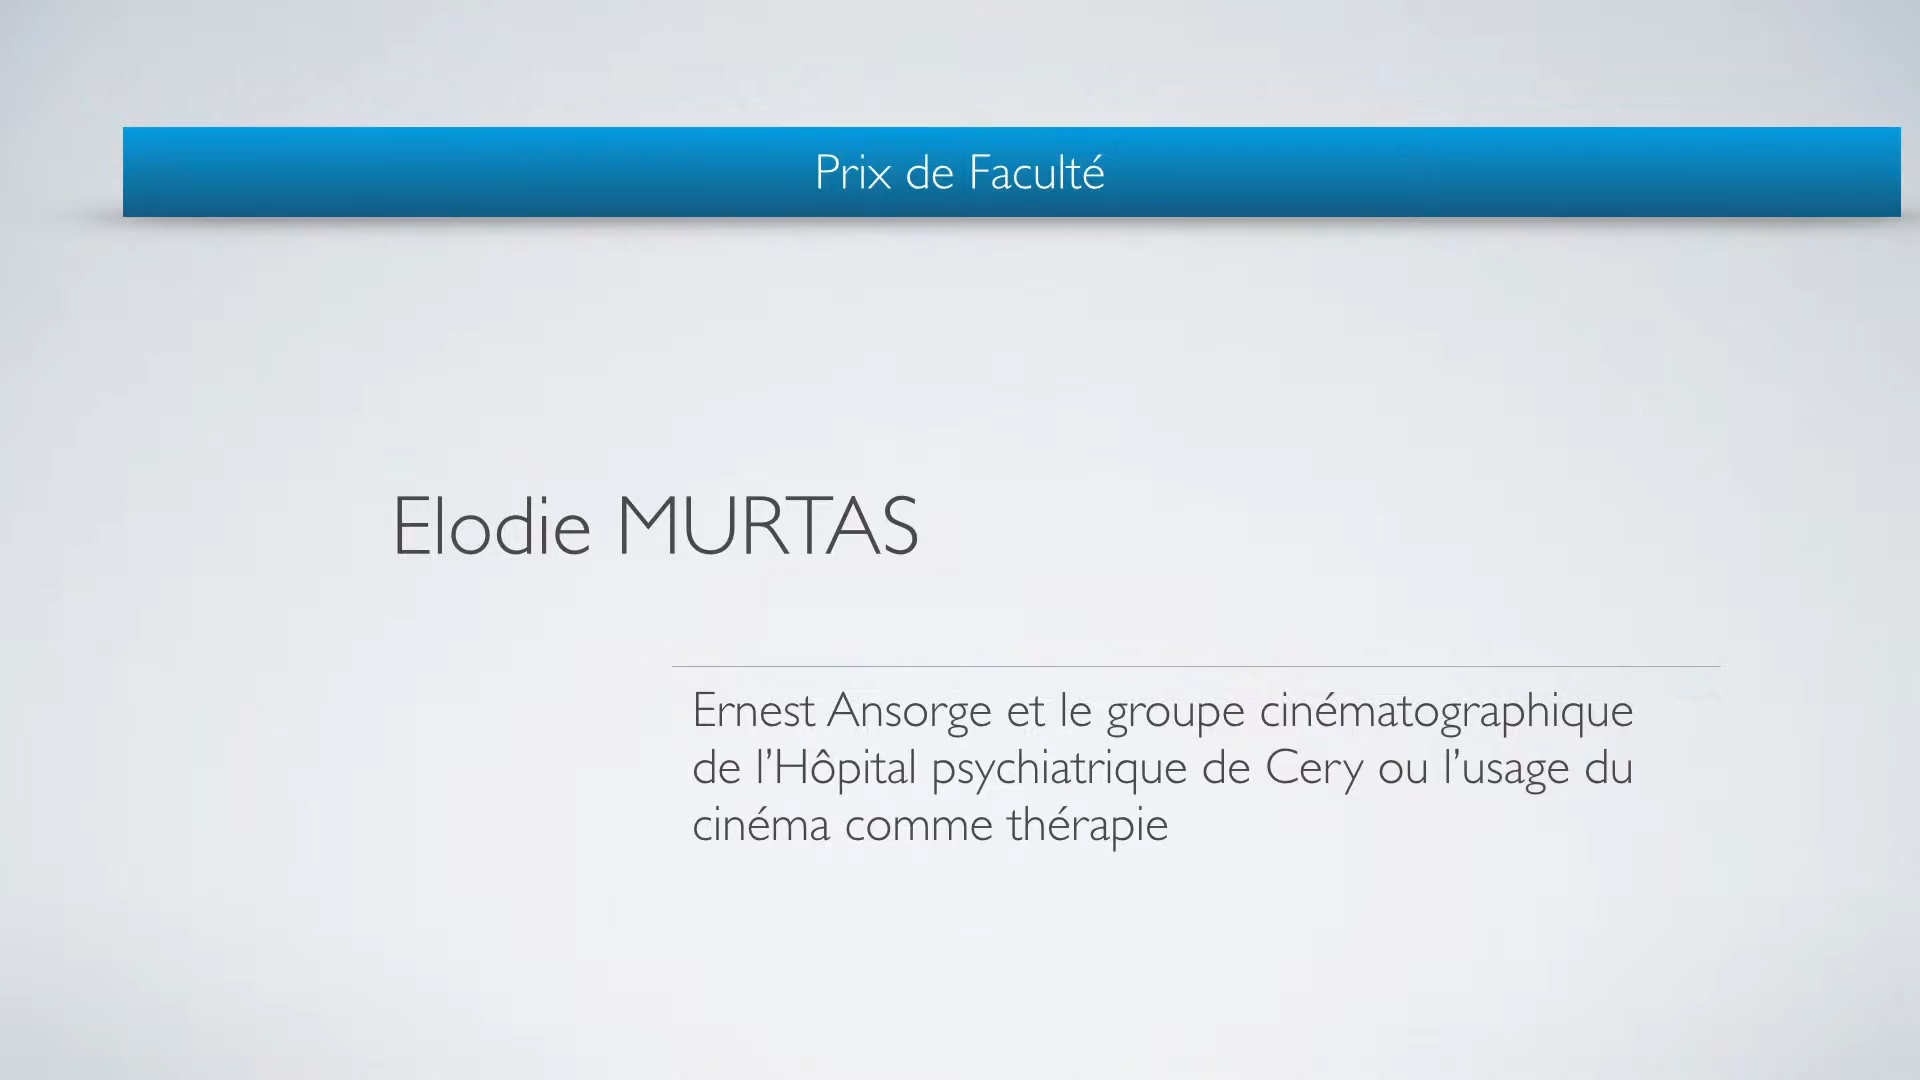 Prix de Faculté
Elodie MURTAS
Ernest Ansorge et le groupe cinématographique
de l’Hôpital psychiatrique de Cery ou l’usage du
cinéma comme thérapie